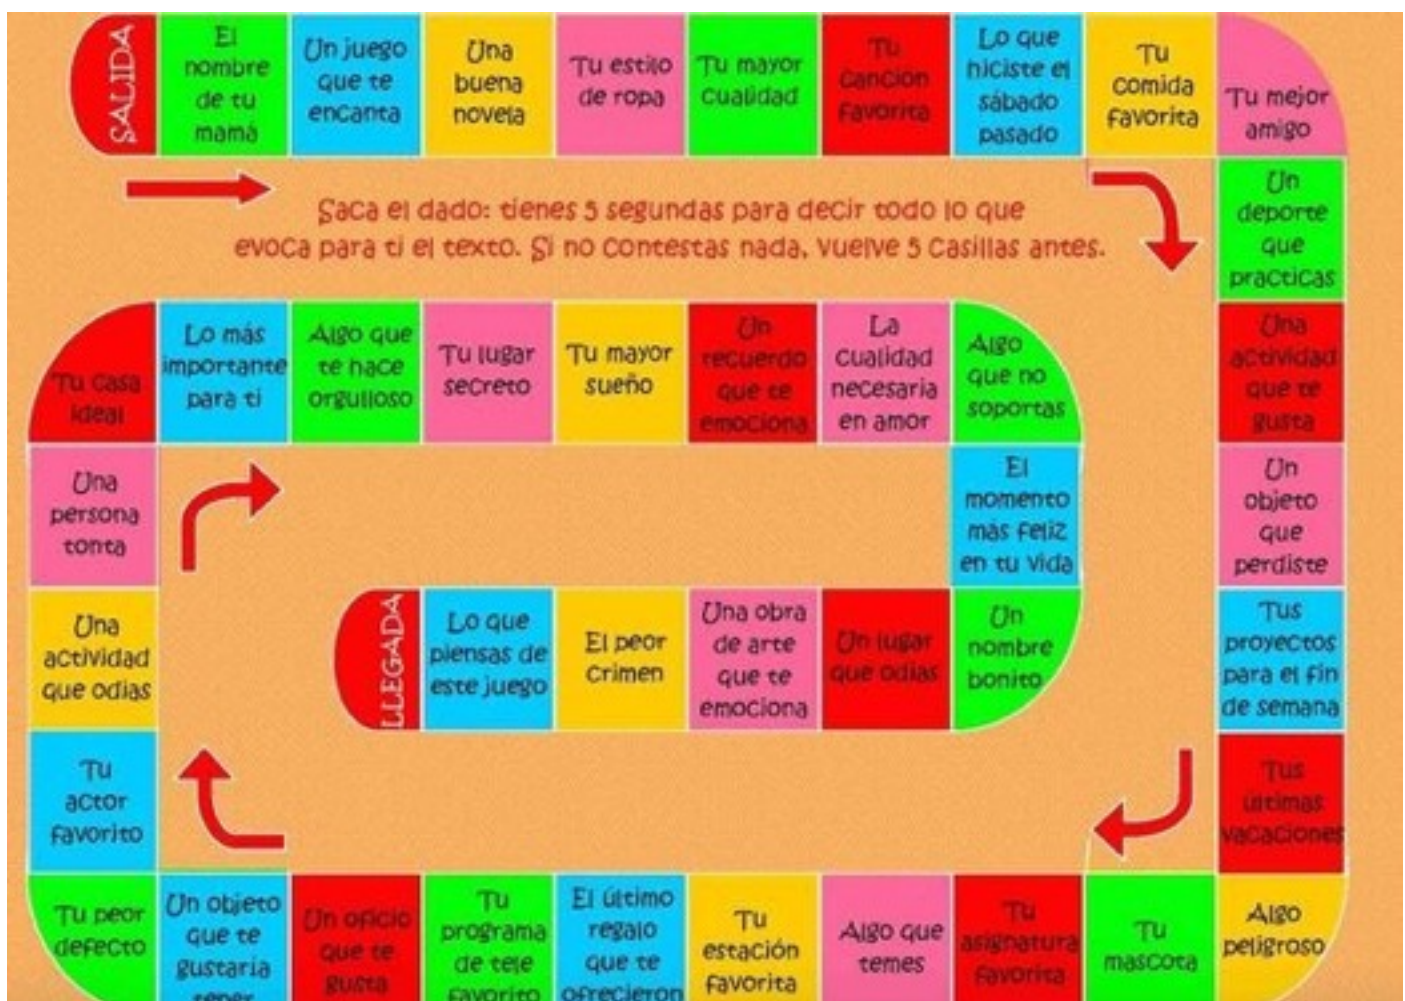 SALIDA
El
nombre
de tu
mamá
Un juego
que te
encanta
Una
buena
novela
Tu estilo
de ropa
Tu mayor
cualidad
Tu
canción
favorita
Lo que
hiciste el
sábado
pasado
Tu
comida
favorita
Tu mejor
amigo
Un
deporte
que
practicas
Una
actividad
que te
gusta
Un
objeto
que
perdiste
Tus
proyectos
para el fin
de semana
Tus
últimas
vacaciones
Algo
peligroso
Tu
mascota
Tu
asignatura
favorita
Algo que
temes
Tu
estación
favorita
El último
regalo
que te
ofrecieron
Tu
programa
de tele
favorito
Un oficio
que te
gusta
Un objeto
que te
gustaría
tener
Tu peor
defecto
Tu
actor
favorito
Una
actividad
que odias
Una
persona
tonta
Tu casa
ideal
Lo más
importante
para ti
Algo que
te hace
orgulloso
Tu lugar
secreto
Tu mayor
sueño
Un
recuerdo
que te
emociona
La
cualidad
necesaria
en amor
Algo
que no
soportas
El
momento
más feliz
en tu vida
Un
nombre
bonito
Un lugar
que odias
Una obra
de arte
que te
emociona
El peor
crimen
Lo que
piensas de
este juego
LLEGADA
Saca el dado: tienes 5 segundas para decir todo lo que
evoca para ti el texto. Si no contestas nada, vuelve 5 casillas antes.